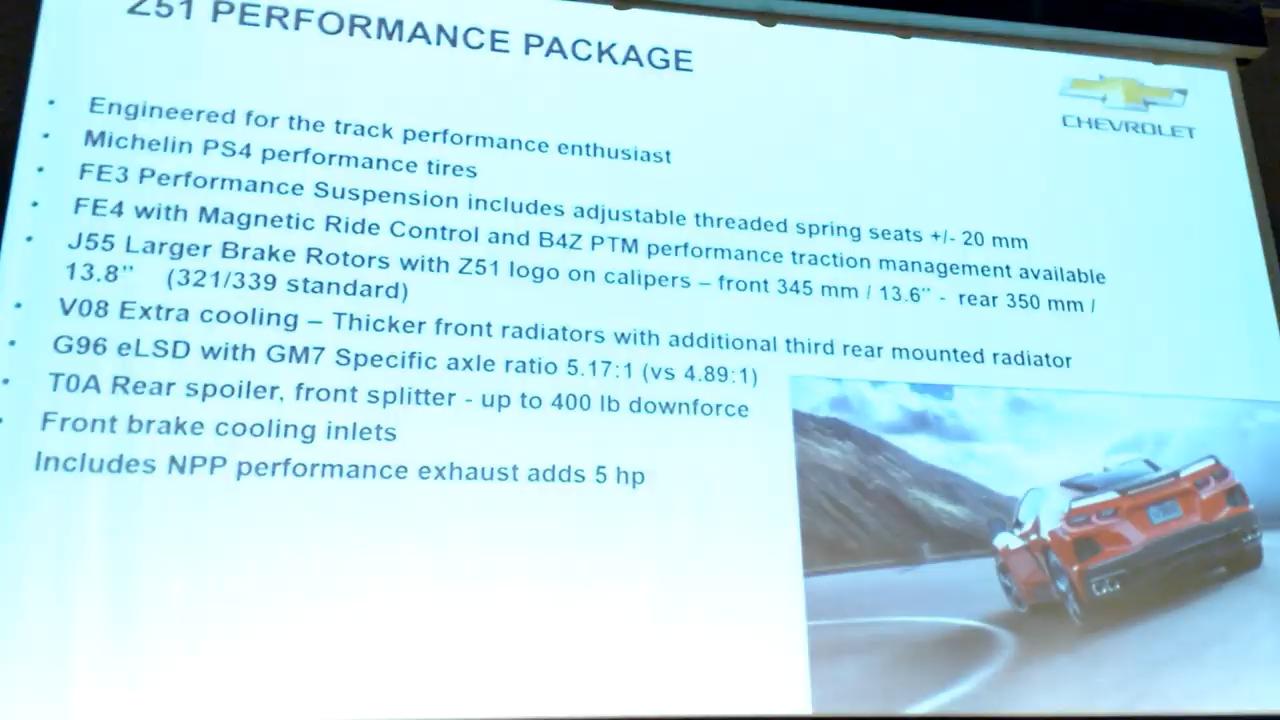 Z51 PERFORMANCE PACKAGE
CHEVROLET
• Engineered for the track performance enthusiast
• Michelin PS4 performance tires
• FE3 Performance Suspension includes adjustable threaded spring seats +/- 20 mm
• FE4 with Magnetic Ride Control and B4Z PTM performance traction management available
• J55 Larger Brake Rotors with Z51 logo on calipers – front 345 mm / 13.6" - rear 350 mm /
13.8" (321/339 standard)
• V08 Extra cooling – Thicker front radiators with additional third rear mounted radiator
• G96 eLSD with GM7 Specific axle ratio 5.17:1 (vs 4.89:1)
• T0A Rear spoiler, front splitter - up to 400 lb downforce
• Front brake cooling inlets
Includes NPP performance exhaust adds 5 hp